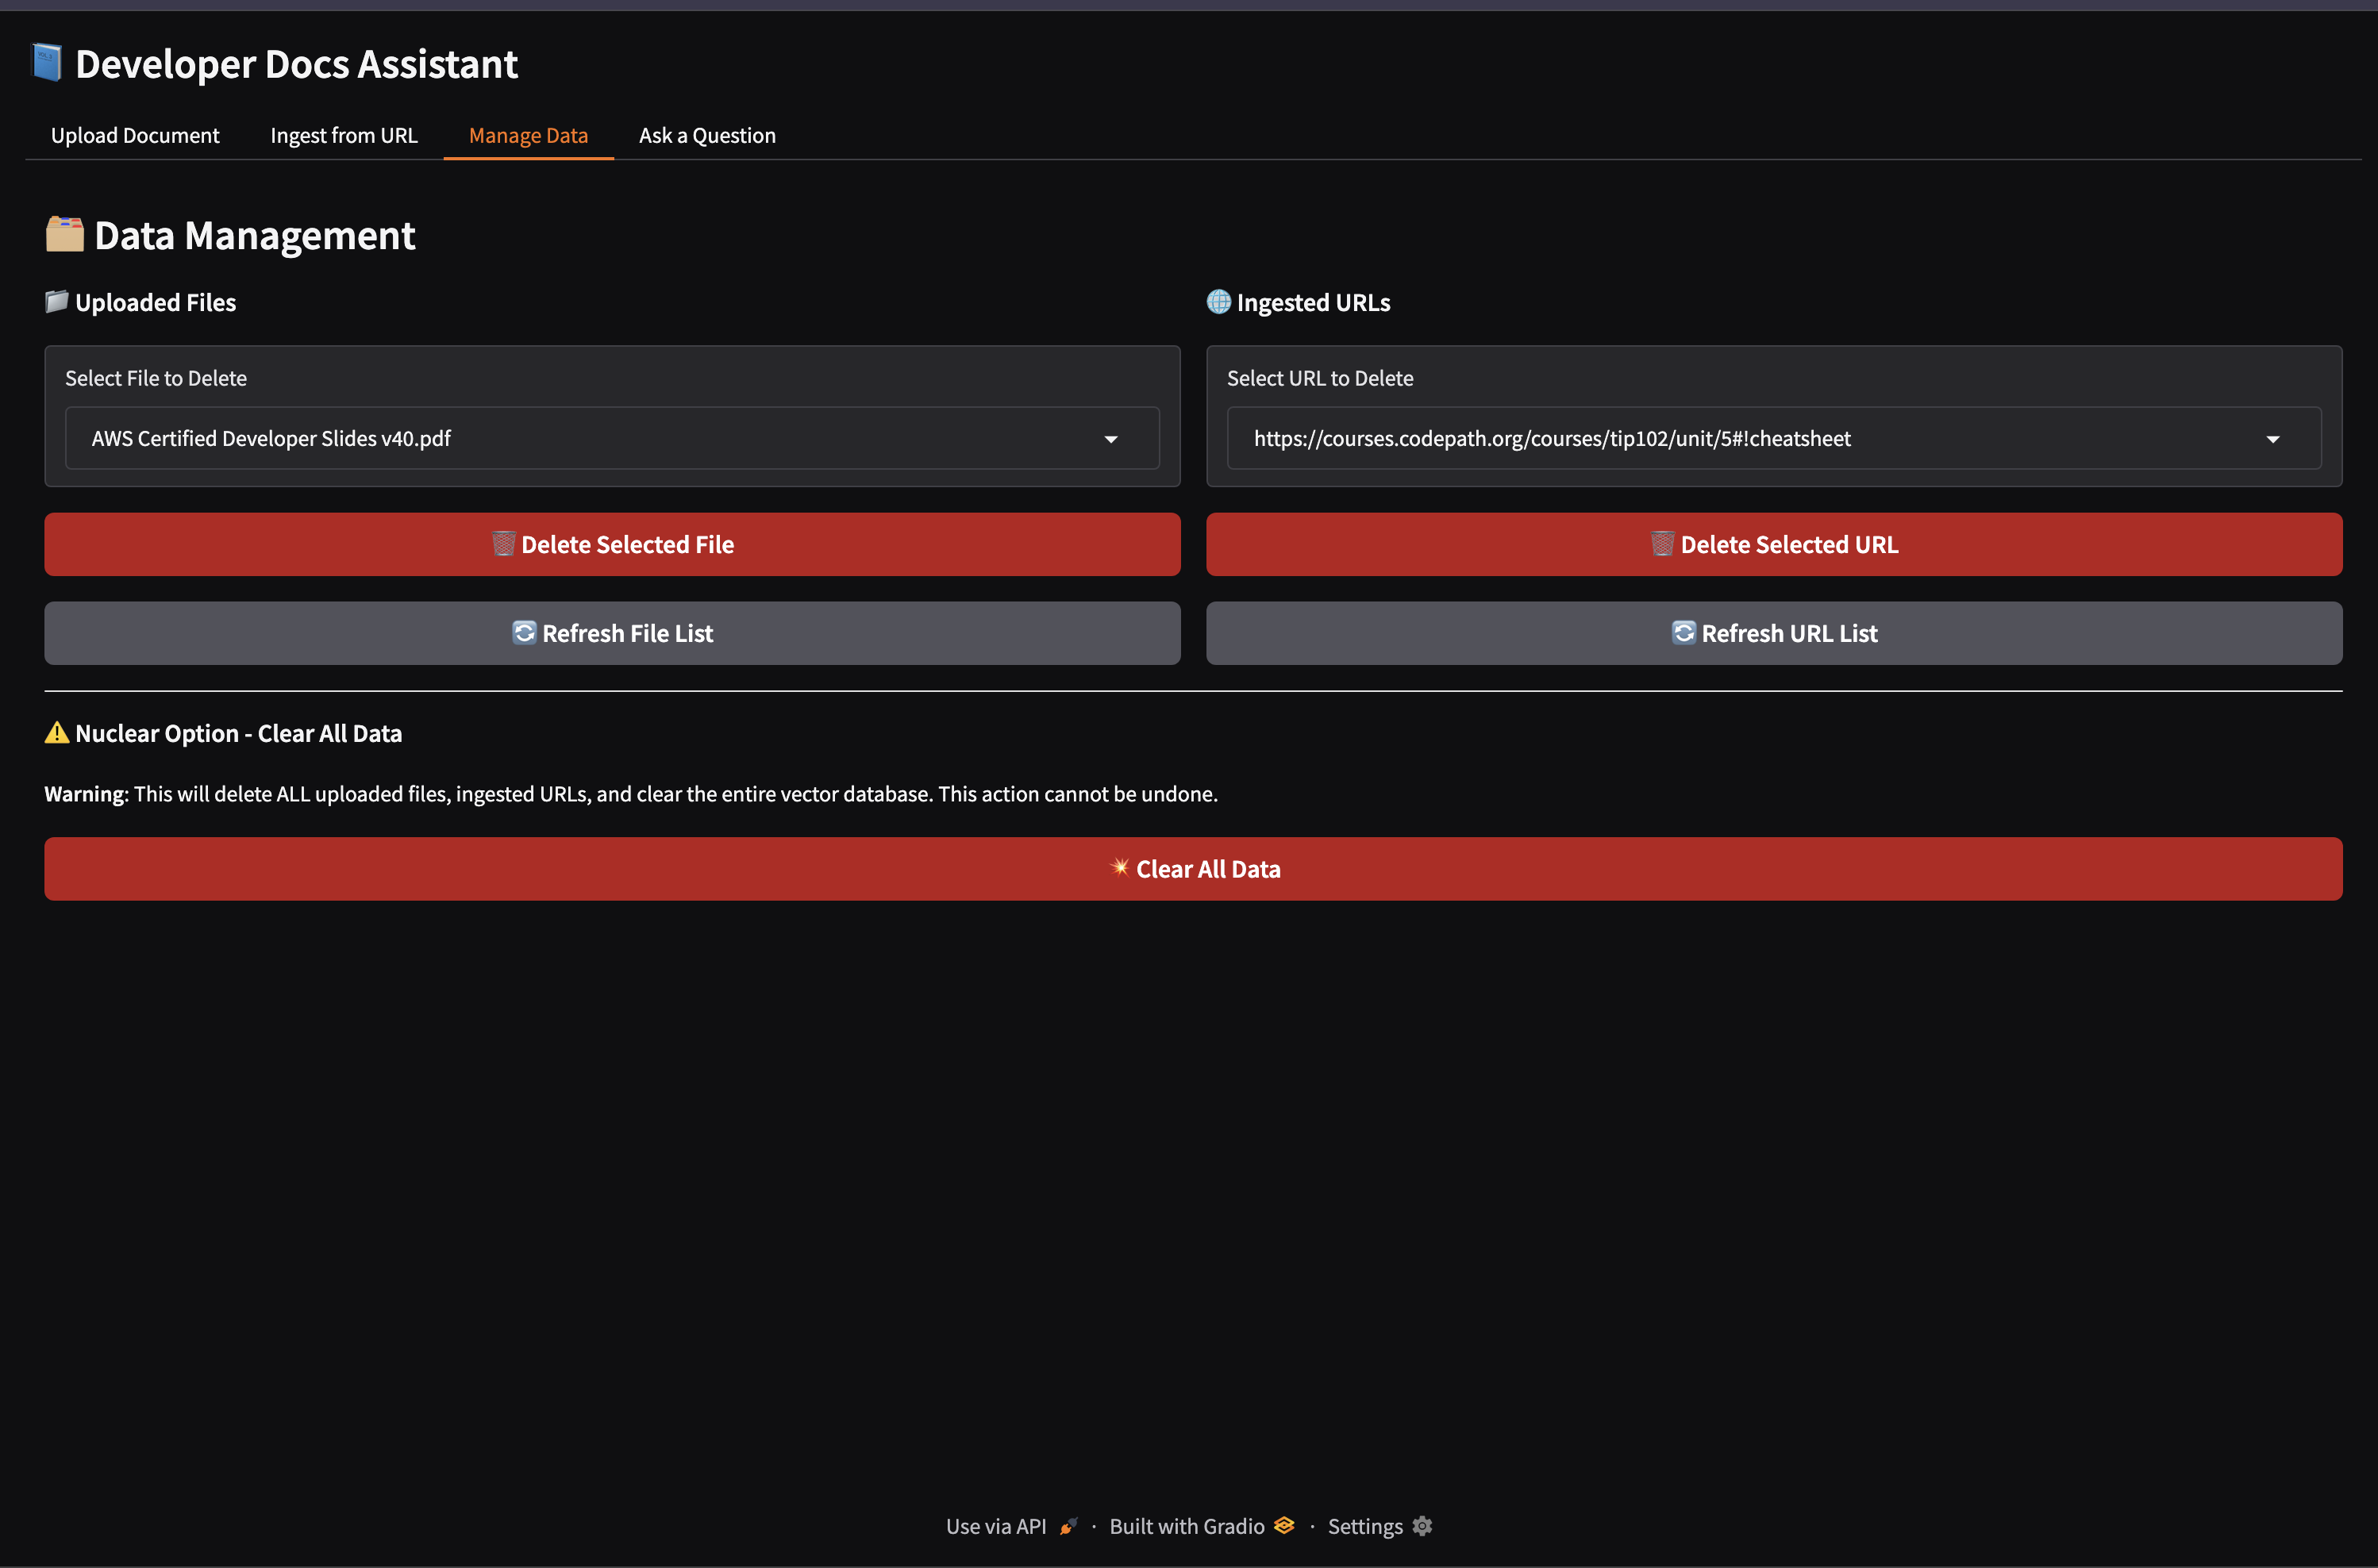 Developer Docs Assistant
Upload Document
Ingest from URL
Manage Data
Ask a Question
Data Management
Uploaded Files
Select File to Delete
AWS Certified Developer Slides v40.pdf
Delete Selected File
Refresh File List
Ingested URLs
Select URL to Delete
https://courses.codepath.org/courses/tip102/unit/5#!cheatsheet
Delete Selected URL
Refresh URL List
Nuclear Option - Clear All Data
Warning: This will delete ALL uploaded files, ingested URLs, and clear the entire vector database. This action cannot be undone.
Clear All Data
Use via API · Built with Gradio · Settings